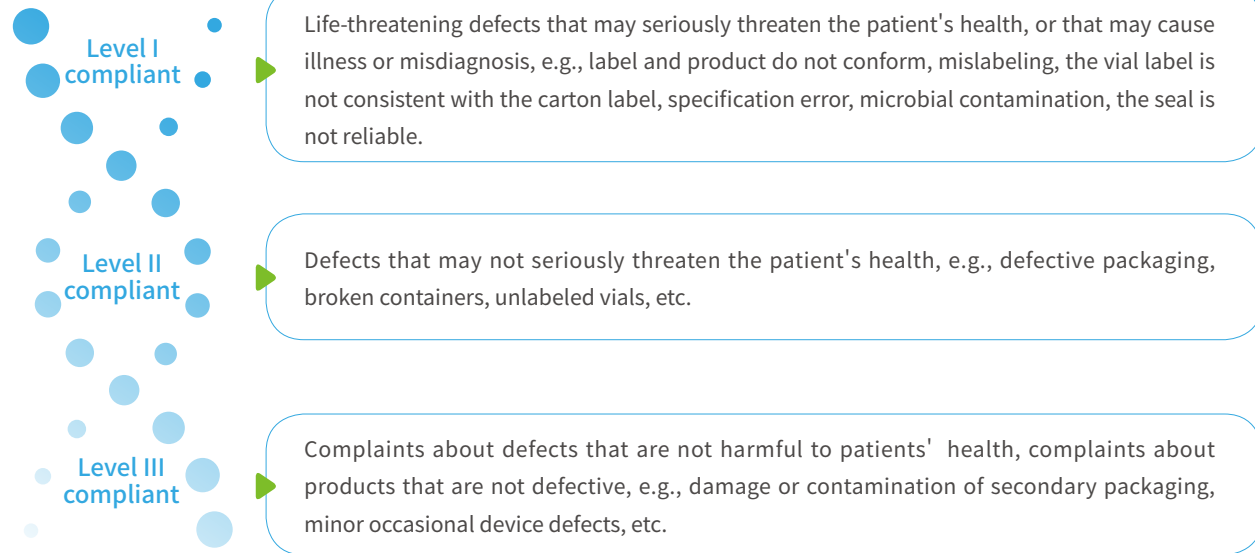 Level I
compliant
Life-threatening defects that may seriously threaten the patient's health, or that may cause
illness or misdiagnosis, e.g., label and product do not conform, mislabeling, the vial label is
not consistent with the carton label, specification error, microbial contamination, the seal is
not reliable.
Level II
compliant
Defects that may not seriously threaten the patient's health, e.g., defective packaging,
broken containers, unlabeled vials, etc.
Level III
compliant
Complaints about defects that are not harmful to patients' health, complaints about
products that are not defective, e.g., damage or contamination of secondary packaging,
minor occasional device defects, etc.